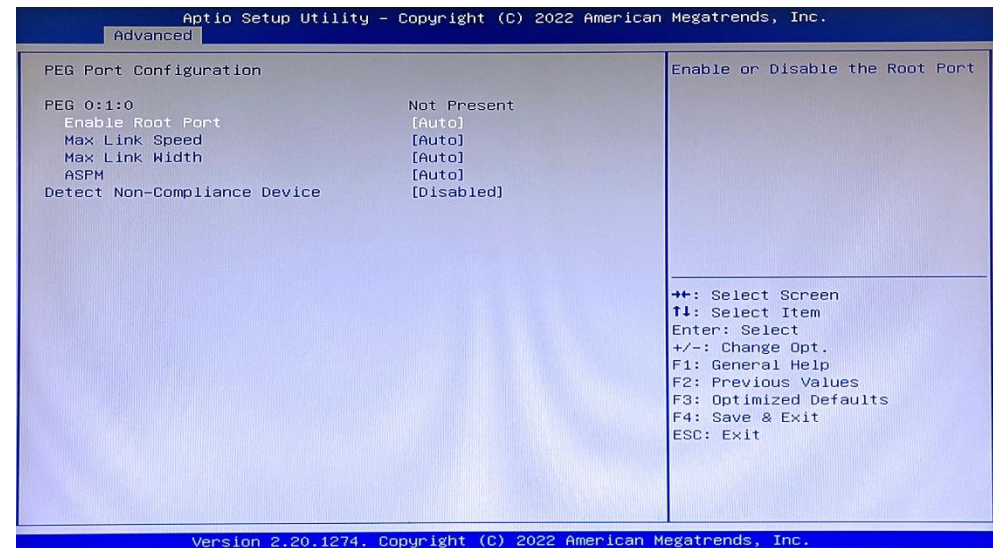 Aptio Setup Utility – Copyright (C) 2022 American Megatrends, Inc.
Advanced
PEG Port Configuration
PEG 0:1:0 Not Present
Enable Root Port [Auto]
Max Link Speed [Auto]
Max Link Width [Auto]
ASPM [Auto]
Detect Non-Compliance Device [Disabled]
Enable or Disable the Root Port
→←: Select Screen
↑↓: Select Item
Enter: Select
+/-: Change Opt.
F1: General Help
F2: Previous Values
F3: Optimized Defaults
F4: Save & Exit
ESC: Exit
Version 2.20.1274. Copyright (C) 2022 American Megatrends, Inc.